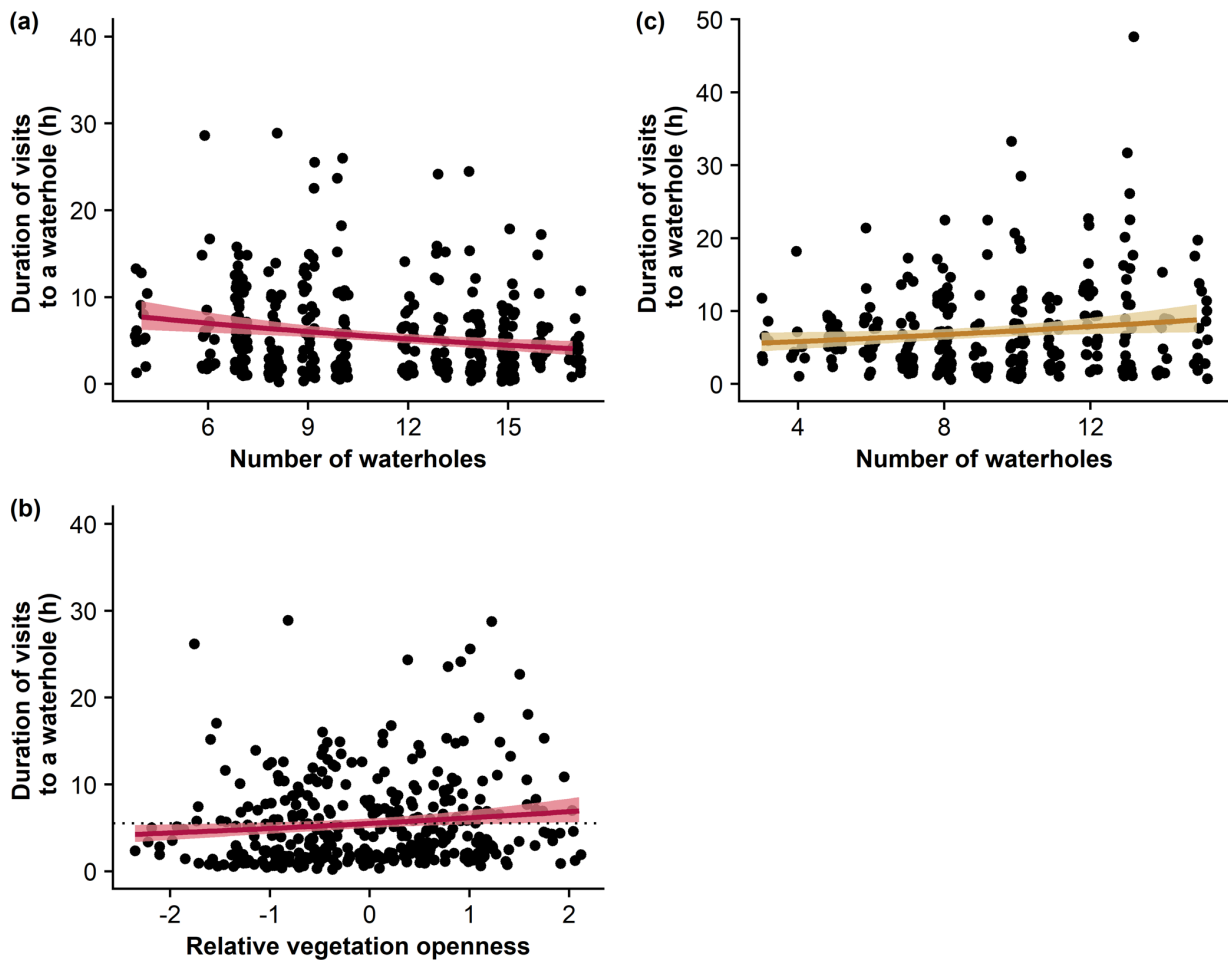 (a)
Duration of visits
to a waterhole (h)
40
30
20
10
0
6 9 12 15
Number of waterholes
(c)
Duration of visits
to a waterhole (h)
50
40
30
20
10
0
4 8 12
Number of waterholes
(b)
Duration of visits
to a waterhole (h)
40
30
20
10
0
-2 -1 0 1 2
Relative vegetation openness